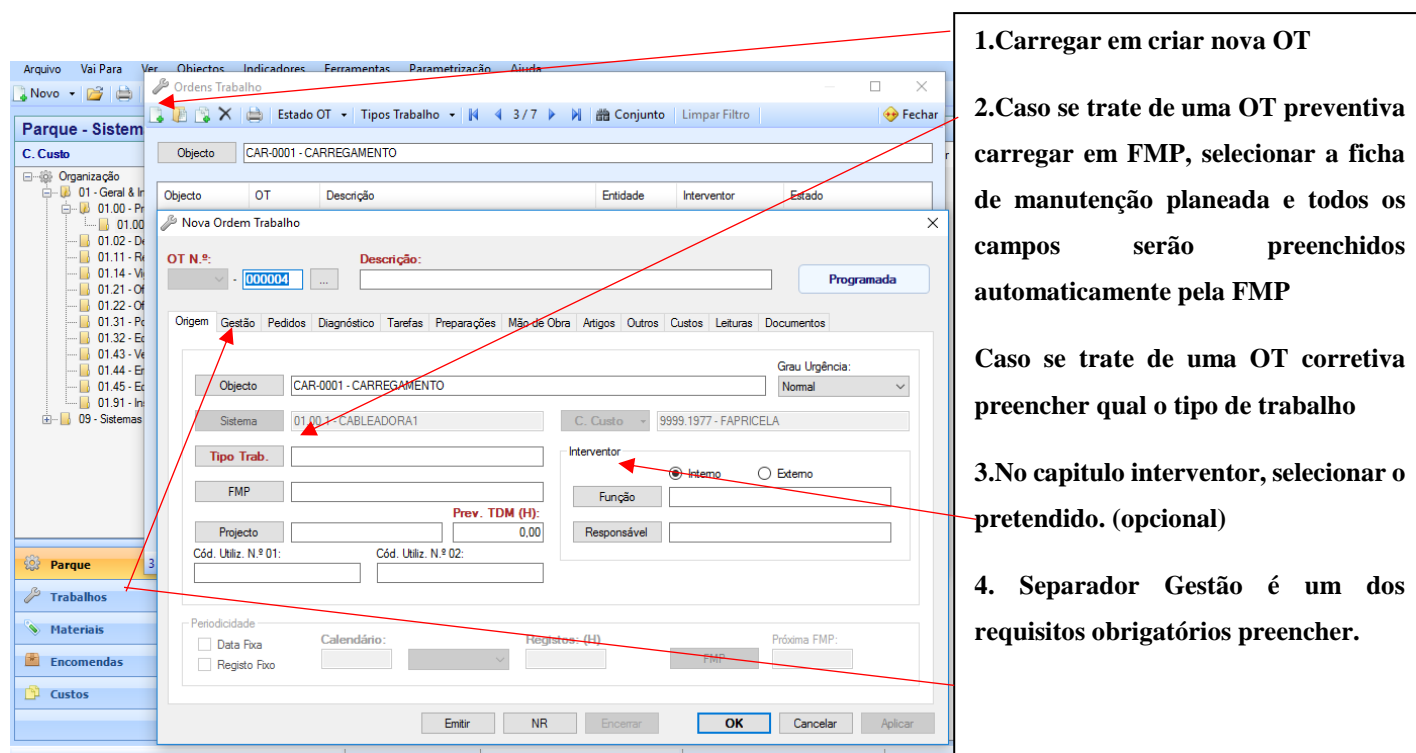 Arquivo Vai Para Ver Objectos Indicadores Ferramentas Parametrização Ajuda
Novo
Parque - Sistem
C. Custo
Organização
01 - Geral & In
01.00 - Pr
01.00
01.02 - De
01.11 - Re
01.14 - Vi
01.21 - Of
01.22 - Of
01.31 - Po
01.32 - Ed
01.43 - Ve
01.44 - Er
01.45 - Ed
01.91 - Ins
09 - Sistemas
Parque
Trabalhos
Materiais
Encomendas
Custos
Ordens Trabalho
Estado OT Tipos Trabalho 3 / 7 Conjunto Limpar Filtro Fechar
Objecto CAR-0001 - CARREGAMENTO
Objecto OT Descrição Entidade Interventor Estado
Nova Ordem Trabalho
OT N.º: Descrição:
- 000004 ... Programada
Origem Gestão Pedidos Diagnóstico Tarefas Preparações Mão de Obra Artigos Outros Custos Leituras Documentos
Grau Urgência:
Objecto CAR-0001 - CARREGAMENTO Normal
Sistema 01.00.1 - CABLEADORA1 C. Custo 9999.1977 - FAPRICELA
Tipo Trab. Interventor
Interno Externo
FMP Função
Prev. TDM (H):
Projecto 0,00 Responsável
Cód. Utiliz. N.º 01: Cód. Utiliz. N.º 02:
3
Periodicidade
Data Fixa Calendário: Registos: (H) Próxima FMP:
Registo Fixo FMP
Emitir NR Encerrar OK Cancelar Aplicar
1.Carregar em criar nova OT
2.Caso se trate de uma OT preventiva
carregar em FMP, selecionar a ficha
de manutenção planeada e todos os
campos serão preenchidos
automaticamente pela FMP
Caso se trate de uma OT corretiva
preencher qual o tipo de trabalho
3.No capitulo interventor, selecionar o
pretendido. (opcional)
4. Separador Gestão é um dos
requisitos obrigatórios preencher.